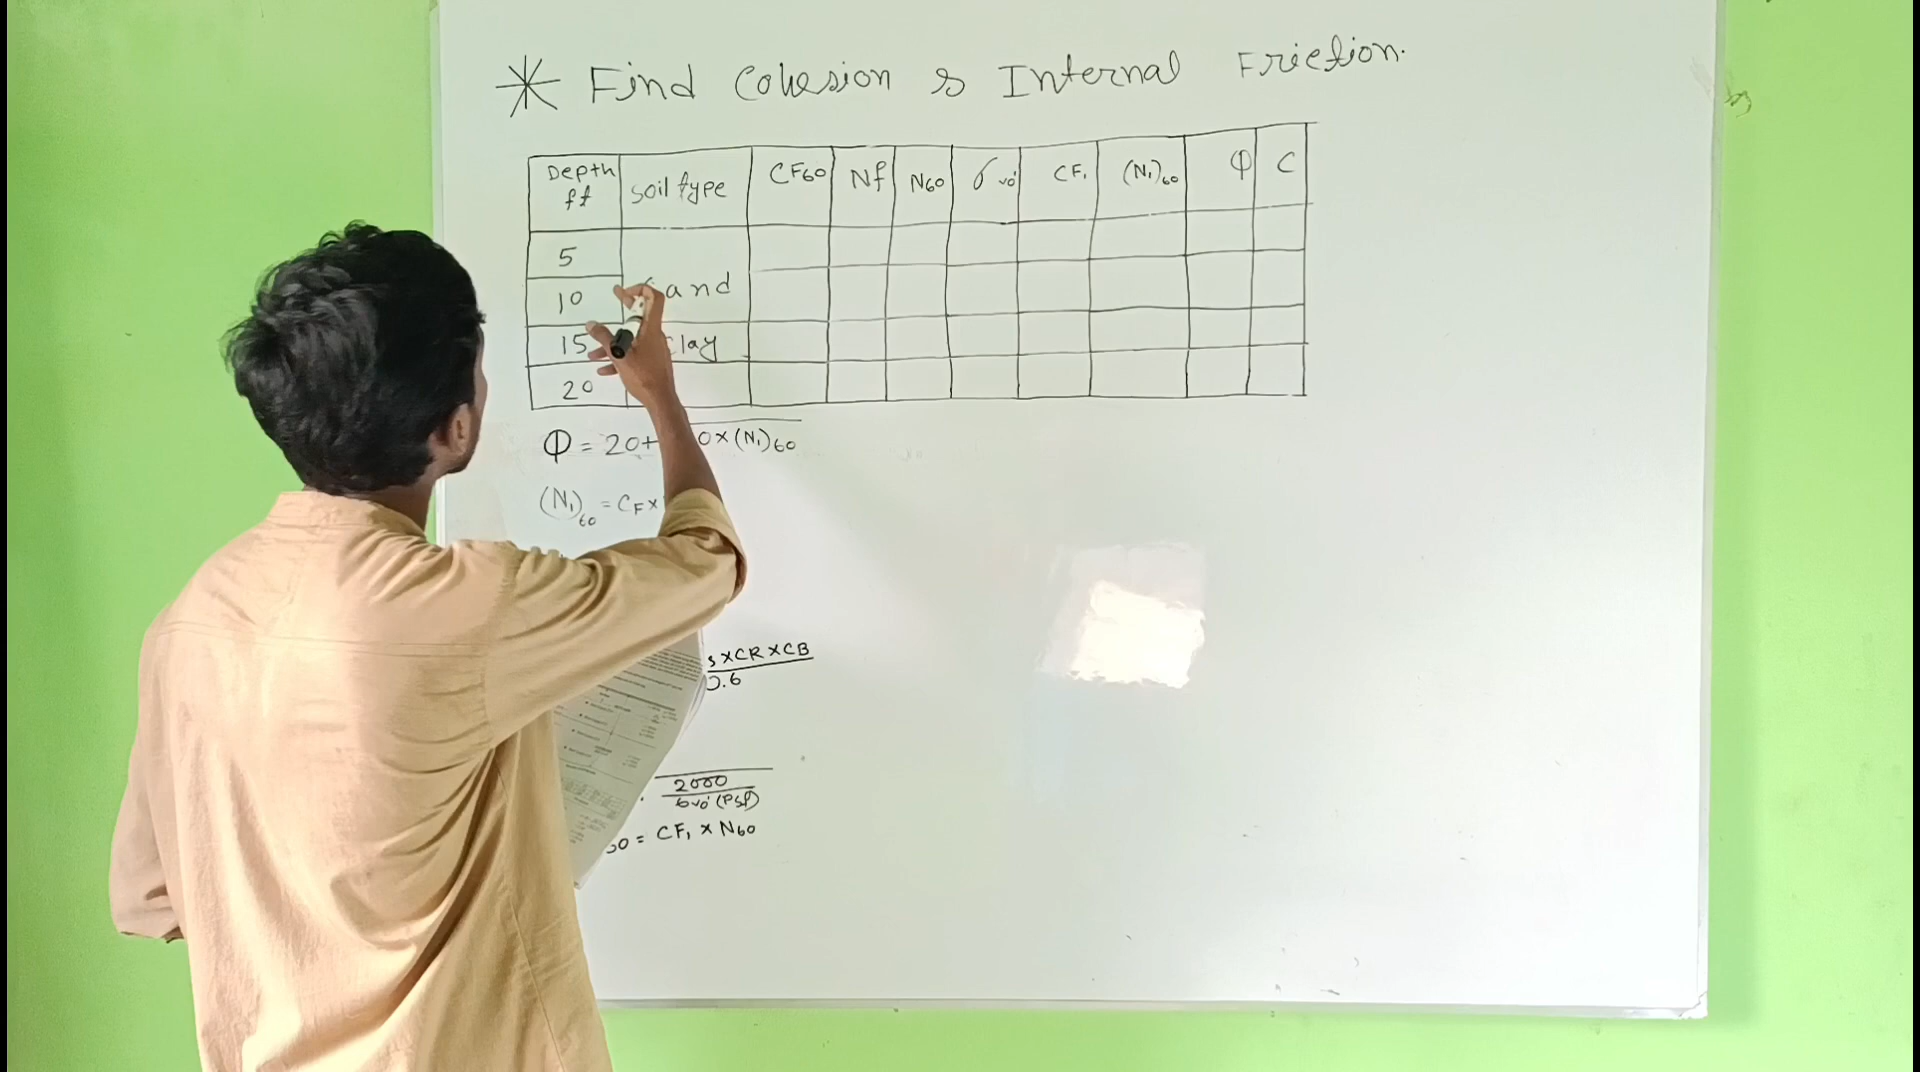 * Find Cohesion & Internal Friction.
Depth ft soil type CF60 Nf N60 σvo' CF₁ (N₁)60 Φ C
5
10 Sand
15 clay
20
Φ = 20+ 0×(N₁)60
(N₁)60 = CF×
×CR×CB
0.6
2000
σvo' (Psf)
= CF₁ × N60